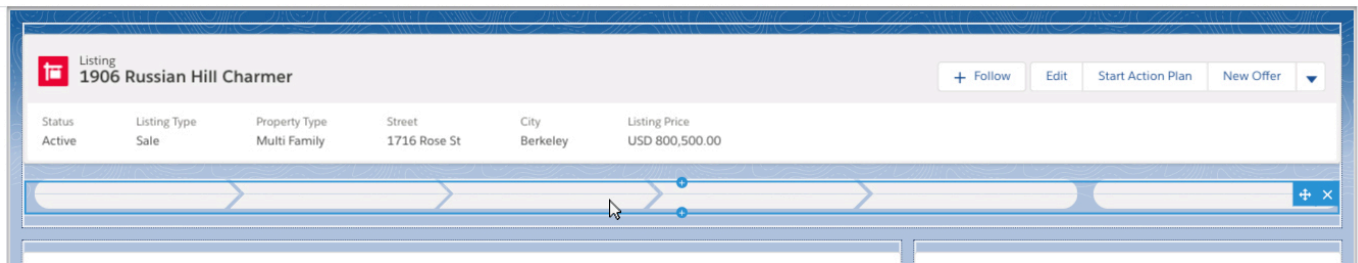 Listing
1906 Russian Hill Charmer
+ Follow Edit Start Action Plan New Offer
Status Listing Type Property Type Street City Listing Price
Active Sale Multi Family 1716 Rose St Berkeley USD 800,500.00